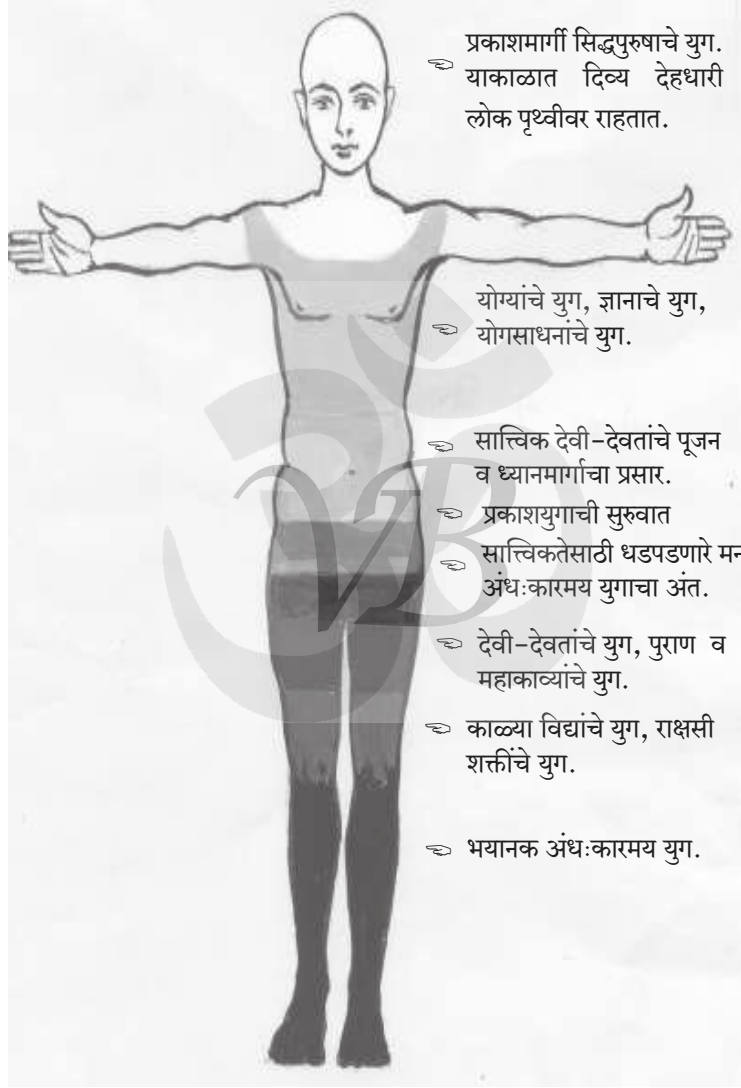 प्रकाशमार्गी सिद्धपुरुषाचे युग.
याकाळात दिव्य देहधारी
लोक पृथ्वीवर राहतात.
योग्यांचे युग, ज्ञानाचे युग,
योगसाधनांचे युग.
सात्त्विक देवी-देवतांचे पूजन
व ध्यानमार्गाचा प्रसार.
प्रकाशयुगाची सुरुवात
सात्त्विकतेसाठी धडपडणारे मन
अंधःकारमय युगाचा अंत.
देवी-देवतांचे युग, पुराण व
महाकाव्यांचे युग.
काळ्या विद्यांचे युग, राक्षसी
शक्तींचे युग.
भयानक अंधःकारमय युग.
ॐ
VB